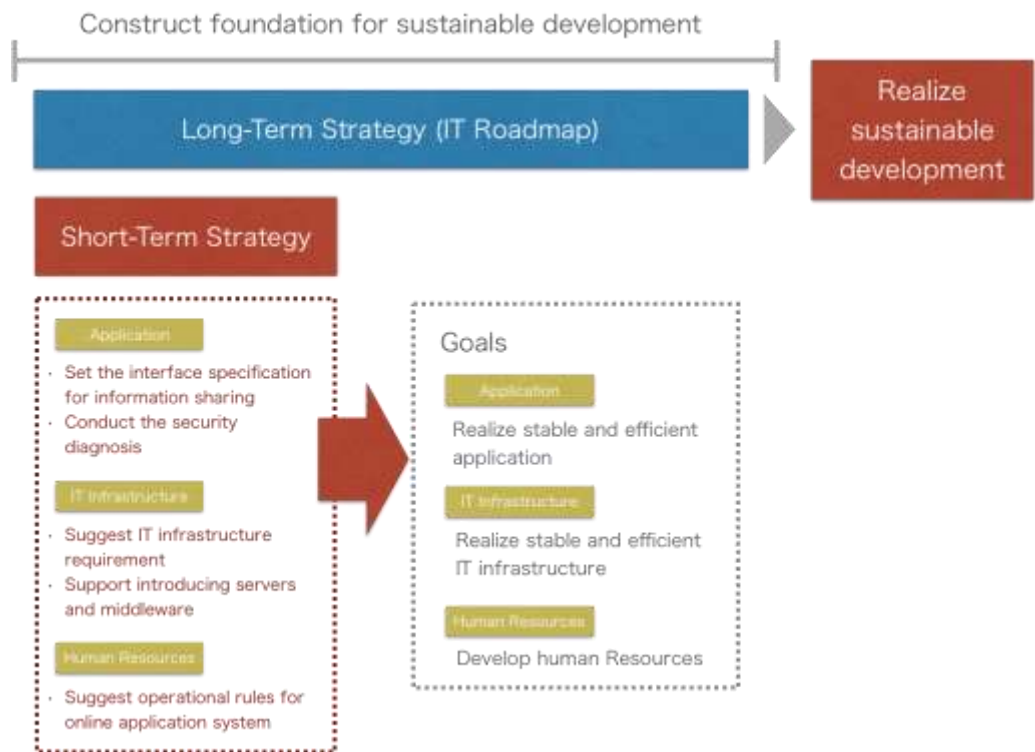 Construct foundation for sustainable development
Long-Term Strategy (IT Roadmap)
Realize
sustainable
development
Short-Term Strategy
Application
· Set the interface specification
for information sharing
· Conduct the security
diagnosis
IT Infrastructure
· Suggest IT infrastructure
requirement
· Support introducing servers
and middleware
Human Resources
· Suggest operational rules for
online application system
Goals
Application
Realize stable and efficient
application
IT Infrastructure
Realize stable and efficient
IT infrastructure
Human Resources
Develop human Resources